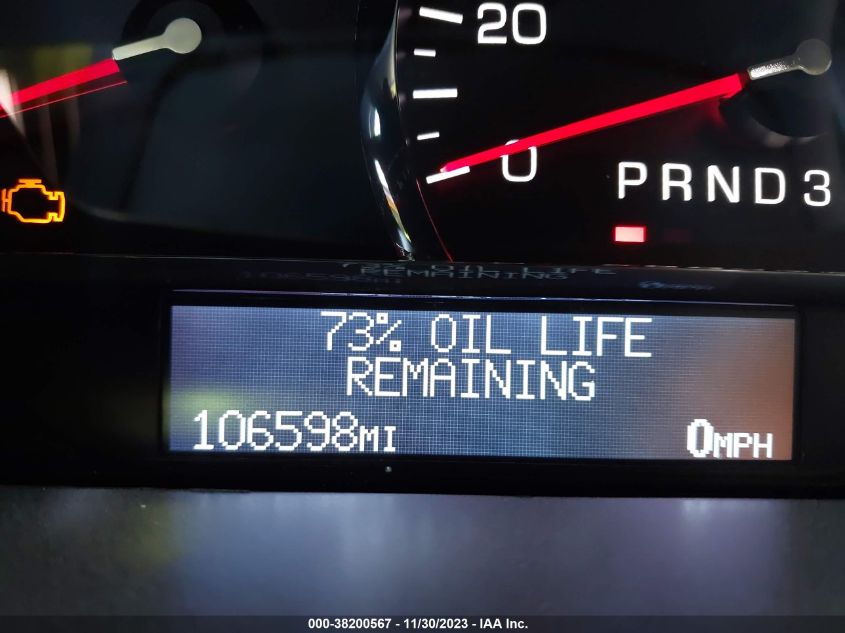 20
0
PRND3
73% OIL LIFE
REMAINING
106598MI
0MPH
000-38200567 - 11/30/2023 - IAA Inc.